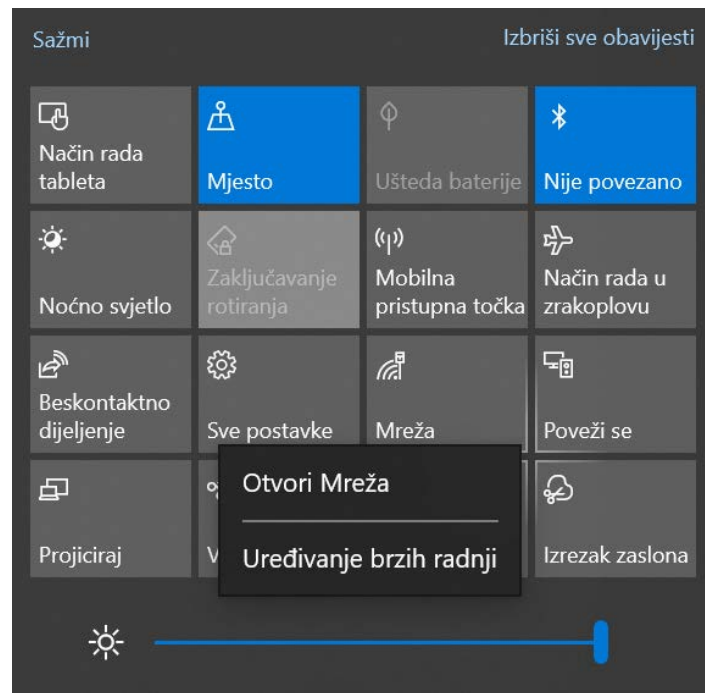 Sažmi
Izbriši sve obavijesti
Način rada
tableta
Mjesto
Ušteda baterije
Nije povezano
Noćno svjetlo
Zaključavanje
rotiranja
Mobilna
pristupna točka
Način rada u
zrakoplovu
Beskontaktno
dijeljenje
Sve postavke
Mreža
Poveži se
Otvori Mreža
Uređivanje brzih radnji
Projiciraj
Izrezak zaslona